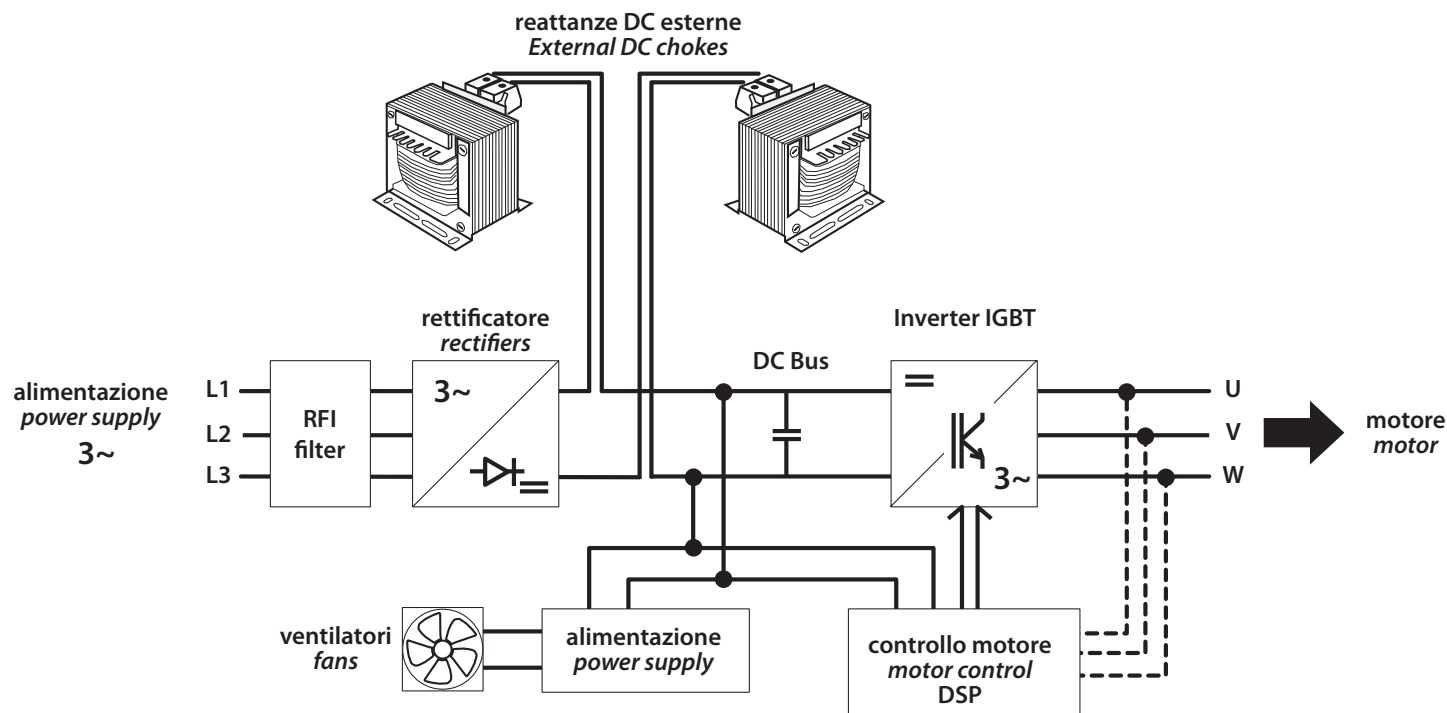 reattanze DC esterne
External DC chokes
rettificatore
rectifiers
Inverter IGBT
DC Bus
alimentazione
power supply
3~
L1
L2
L3
RFI
filter
3~
3~
U
V
W
motore
motor
ventilatori
fans
alimentazione
power supply
controllo motore
motor control
DSP